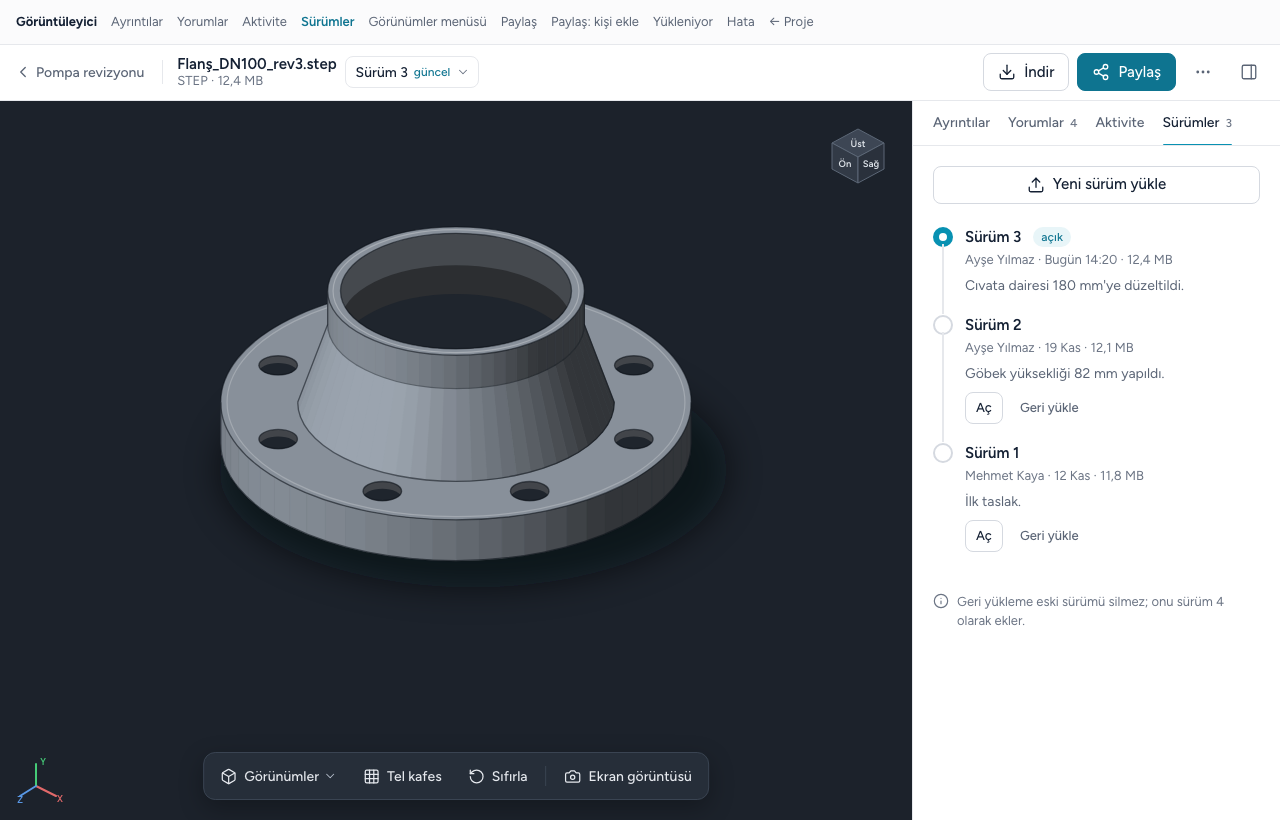 Görüntüleyici Ayrıntılar Yorumlar Aktivite Sürümler Görünümler menüsü Paylaş Paylaş: kişi ekle Yükleniyor Hata ← Proje
Pompa revizyonu
Flanş_DN100_rev3.step
STEP · 12,4 MB
Sürüm 3 güncel
İndir
Paylaş
Üst
Ön
Sağ
Ayrıntılar Yorumlar 4 Aktivite Sürümler 3
Yeni sürüm yükle
Sürüm 3 açık
Ayşe Yılmaz · Bugün 14:20 · 12,4 MB
Cıvata dairesi 180 mm'ye düzeltildi.
Sürüm 2
Ayşe Yılmaz · 19 Kas · 12,1 MB
Göbek yüksekliği 82 mm yapıldı.
Aç Geri yükle
Sürüm 1
Mehmet Kaya · 12 Kas · 11,8 MB
İlk taslak.
Aç Geri yükle
Geri yükleme eski sürümü silmez; onu sürüm 4
olarak ekler.
Y
Z
X
Görünümler Tel kafes Sıfırla Ekran görüntüsü